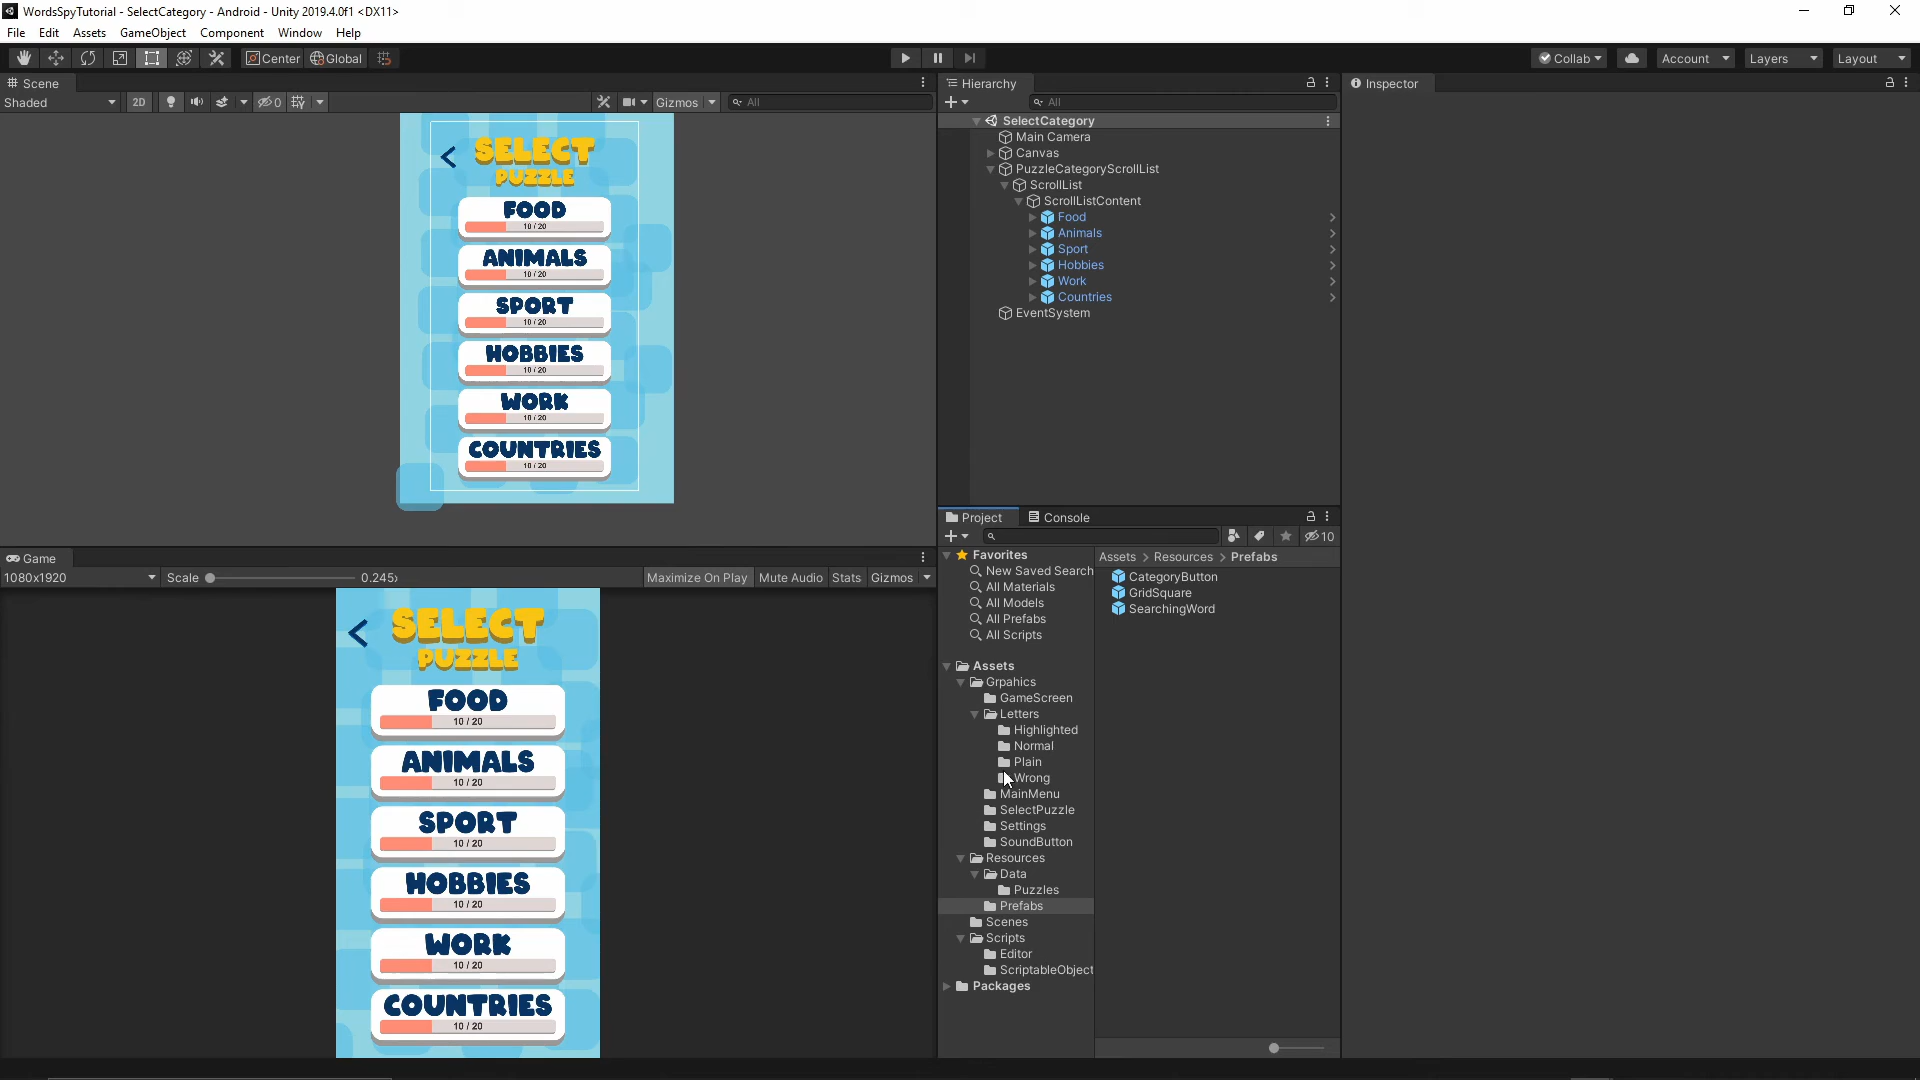 WordsSpyTutorial - SelectCategory - Android - Unity 2019.4.0f1 <DX11>
File Edit Assets GameObject Component Window Help
Center Global
Collab Account Layers Layout
Scene
Shaded 2D 0 Gizmos All
SELECT
PUZZLE
FOOD
10 / 20
ANIMALS
10 / 20
SPORT
10 / 20
HOBBIES
10 / 20
WORK
10 / 20
COUNTRIES
10 / 20
Game
1080x1920 Scale 0.245x Maximize On Play Mute Audio Stats Gizmos
SELECT
PUZZLE
FOOD
10 / 20
ANIMALS
10 / 20
SPORT
10 / 20
HOBBIES
10 / 20
WORK
10 / 20
COUNTRIES
10 / 20
Hierarchy
All
SelectCategory
Main Camera
Canvas
PuzzleCategoryScrollList
ScrollList
ScrollListContent
Food
Animals
Sport
Hobbies
Work
Countries
EventSystem
Project Console
10
Favorites
New Saved Search
All Materials
All Models
All Prefabs
All Scripts
Assets
Grpahics
GameScreen
Letters
Highlighted
Normal
Plain
Wrong
MainMenu
SelectPuzzle
Settings
SoundButton
Resources
Data
Puzzles
Prefabs
Scenes
Scripts
Editor
ScriptableObject
Packages
Assets > Resources > Prefabs
CategoryButton
GridSquare
SearchingWord
Inspector